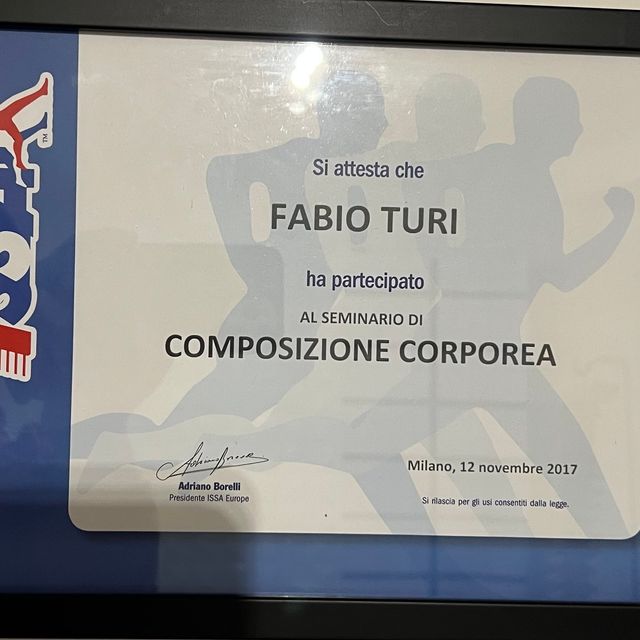 Si attesta che
FABIO TURI
ha partecipato
AL SEMINARIO DI
COMPOSIZIONE CORPOREA
Adriano Borelli
Presidente ISSA Europe
Milano, 12 novembre 2017
Si rilascia per gli usi consentiti dalla legge.
TM